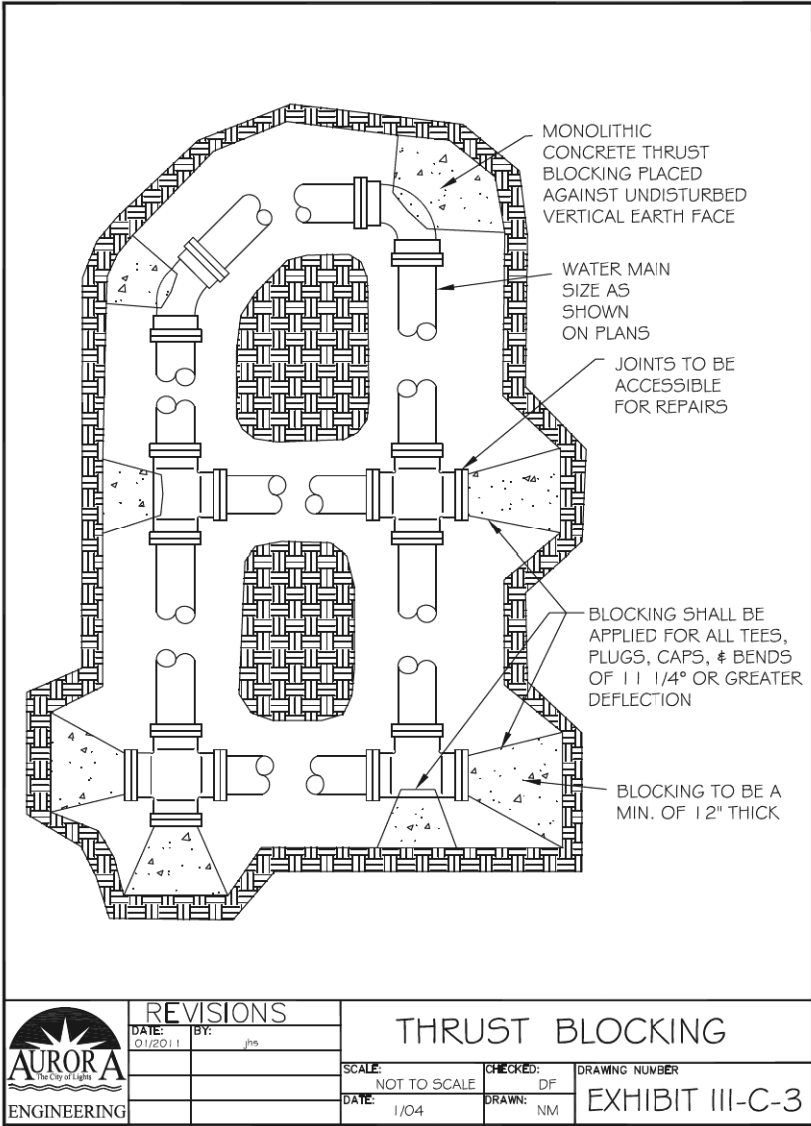 MONOLITHIC
CONCRETE THRUST
BLOCKING PLACED
AGAINST UNDISTURBED
VERTICAL EARTH FACE
WATER MAIN
SIZE AS
SHOWN
ON PLANS
JOINTS TO BE
ACCESSIBLE
FOR REPAIRS
BLOCKING SHALL BE
APPLIED FOR ALL TEES,
PLUGS, CAPS, & BENDS
OF 11 1/4° OR GREATER
DEFLECTION
BLOCKING TO BE A
MIN. OF 12" THICK
AURORA
The City of Lights
ENGINEERING
REVISIONS
DATE: BY:
01/2011 jhs
THRUST BLOCKING
SCALE: NOT TO SCALE
CHECKED: DF
DATE: 1/04
DRAWN: NM
DRAWING NUMBER
EXHIBIT III-C-3